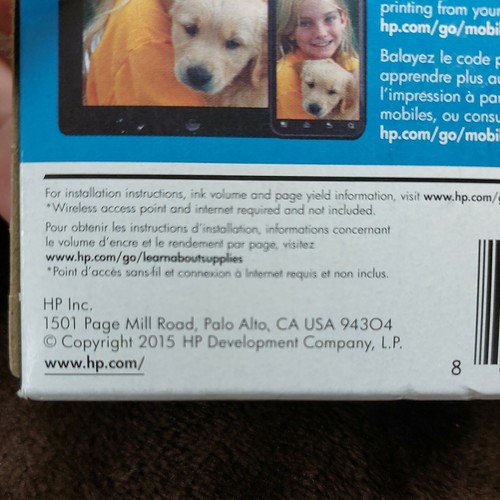 printing from your
hp.com/go/mobil
Balayez le code p
apprendre plus au
l'impression à par
mobiles, ou consu
hp.com/go/mobil
For installation instructions, ink volume and page yield information, visit www.hp.com/g
*Wireless access point and internet required and not included.
Pour obtenir les instructions d'installation, informations concernant
le volume d'encre et le rendement par page, visitez
www.hp.com/go/learnaboutsupplies
*Point d'accès sans-fil et connexion à Internet requis et non inclus.
HP Inc.
1501 Page Mill Road, Palo Alto, CA USA 94304
© Copyright 2015 HP Development Company, L.P.
www.hp.com/
8